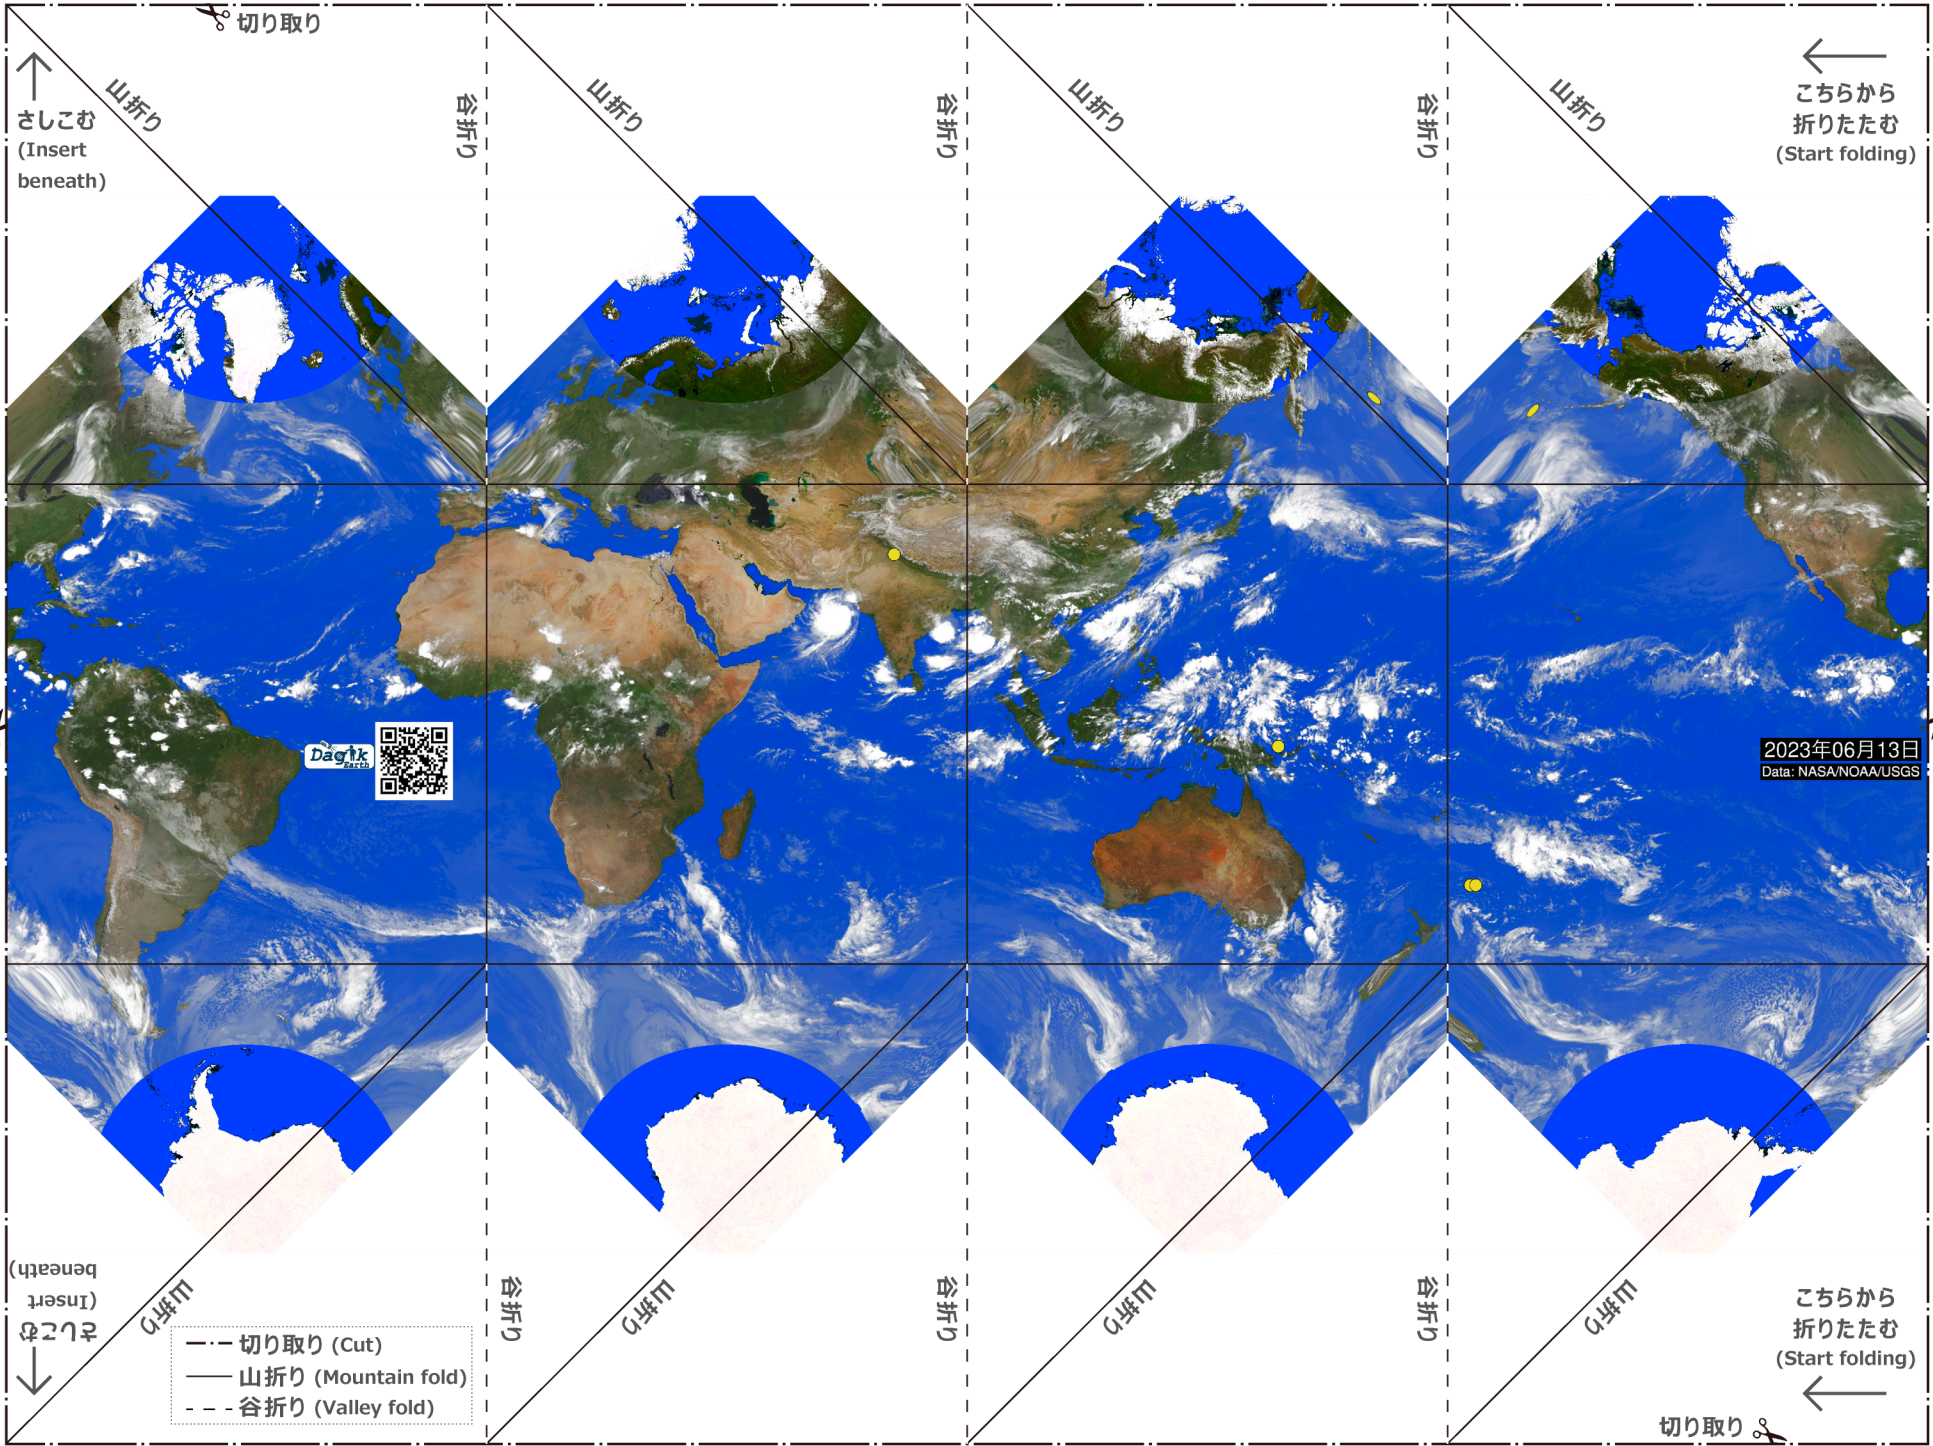 切り取り
山折り
谷折り
山折り
谷折り
山折り
谷折り
山折り
さしこむ
(Insert
beneath)
こちらから
折りたたむ
(Start folding)
Dagik
Earth
2023年06月13日
Data: NASA/NOAA/USGS
さしこむ
(Insert
beneath)
山折り
谷折り
山折り
谷折り
山折り
谷折り
山折り
こちらから
折りたたむ
(Start folding)
切り取り (Cut)
山折り (Mountain fold)
谷折り (Valley fold)
切り取り